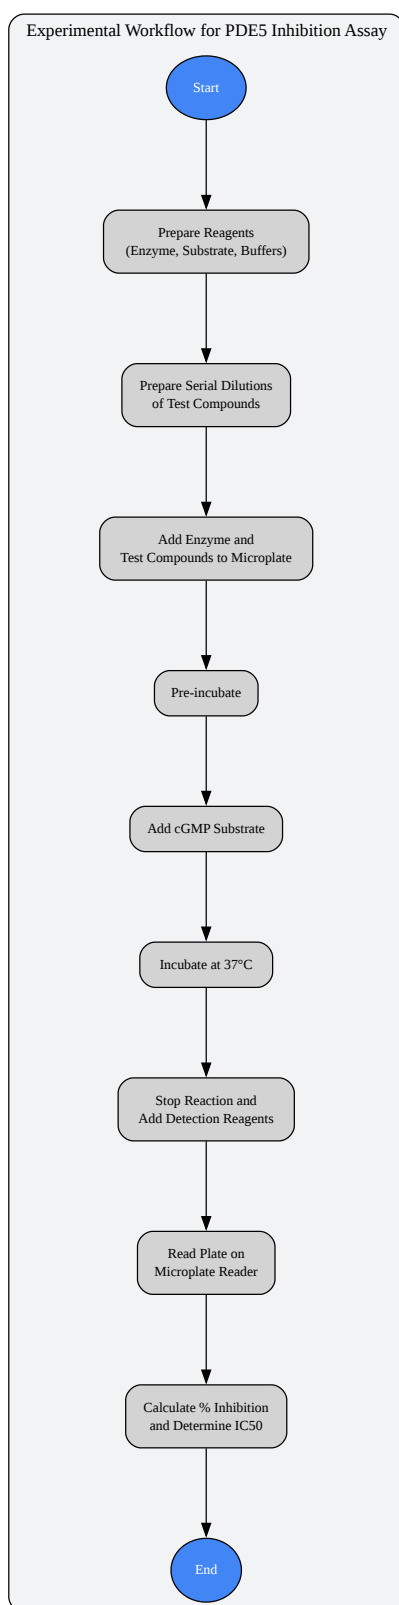 Experimental Workflow for PDE5 Inhibition Assay
Start
Prepare Reagents
(Enzyme, Substrate, Buffers)
Prepare Serial Dilutions
of Test Compounds
Add Enzyme and
Test Compounds to Microplate
Pre-incubate
Add cGMP Substrate
Incubate at 37°C
Stop Reaction and
Add Detection Reagents
Read Plate on
Microplate Reader
Calculate % Inhibition
and Determine IC50
End